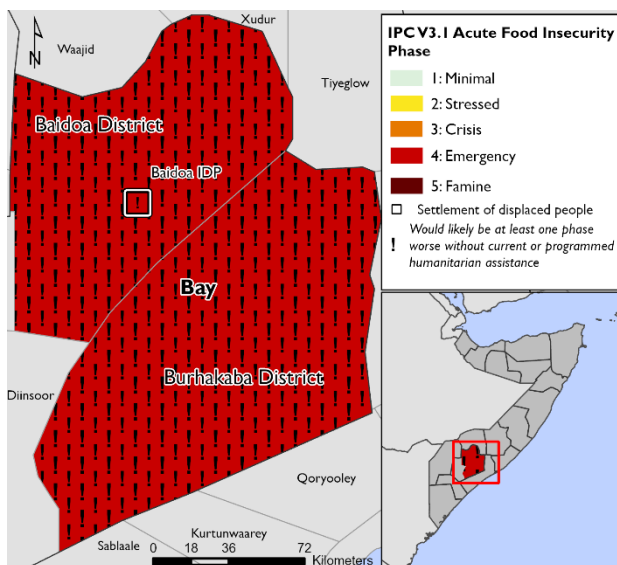 N
Xudur
Waajid
Tiyeglow
Baidoa District
Baidoa IDP
Bay
Burhakaba District
Diinsoor
Qoryooley
Kurtunwaarey
Sablaale
0 18 36 72
Kilometers
IPC V3.1 Acute Food Insecurity
Phase
1: Minimal
2: Stressed
3: Crisis
4: Emergency
5: Famine
Settlement of displaced people
Would likely be at least one phase
! worse without current or programmed
humanitarian assistance